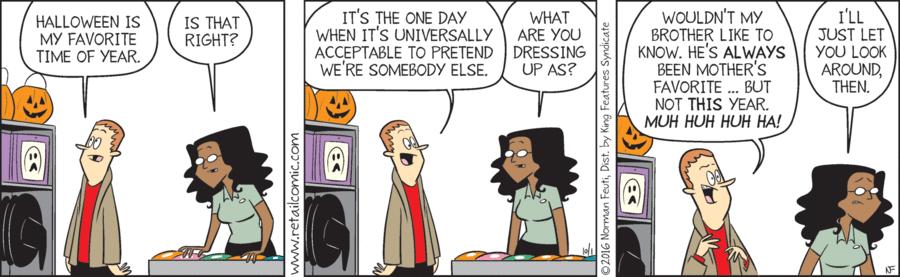 HALLOWEEN IS
MY FAVORITE
TIME OF YEAR.
IS THAT
RIGHT?
www.retailcomic.com
IT'S THE ONE DAY
WHEN IT'S UNIVERSALLY
ACCEPTABLE TO PRETEND
WE'RE SOMEBODY ELSE.
WHAT
ARE YOU
DRESSING
UP AS?
10/1
©2016 Norman Feuti, Dist. by King Features Syndicate
WOULDN'T MY
BROTHER LIKE TO
KNOW. HE'S ALWAYS
BEEN MOTHER'S
FAVORITE ... BUT
NOT THIS YEAR.
MUH HUH HUH HA!
I'LL
JUST LET
YOU LOOK
AROUND,
THEN.
NF